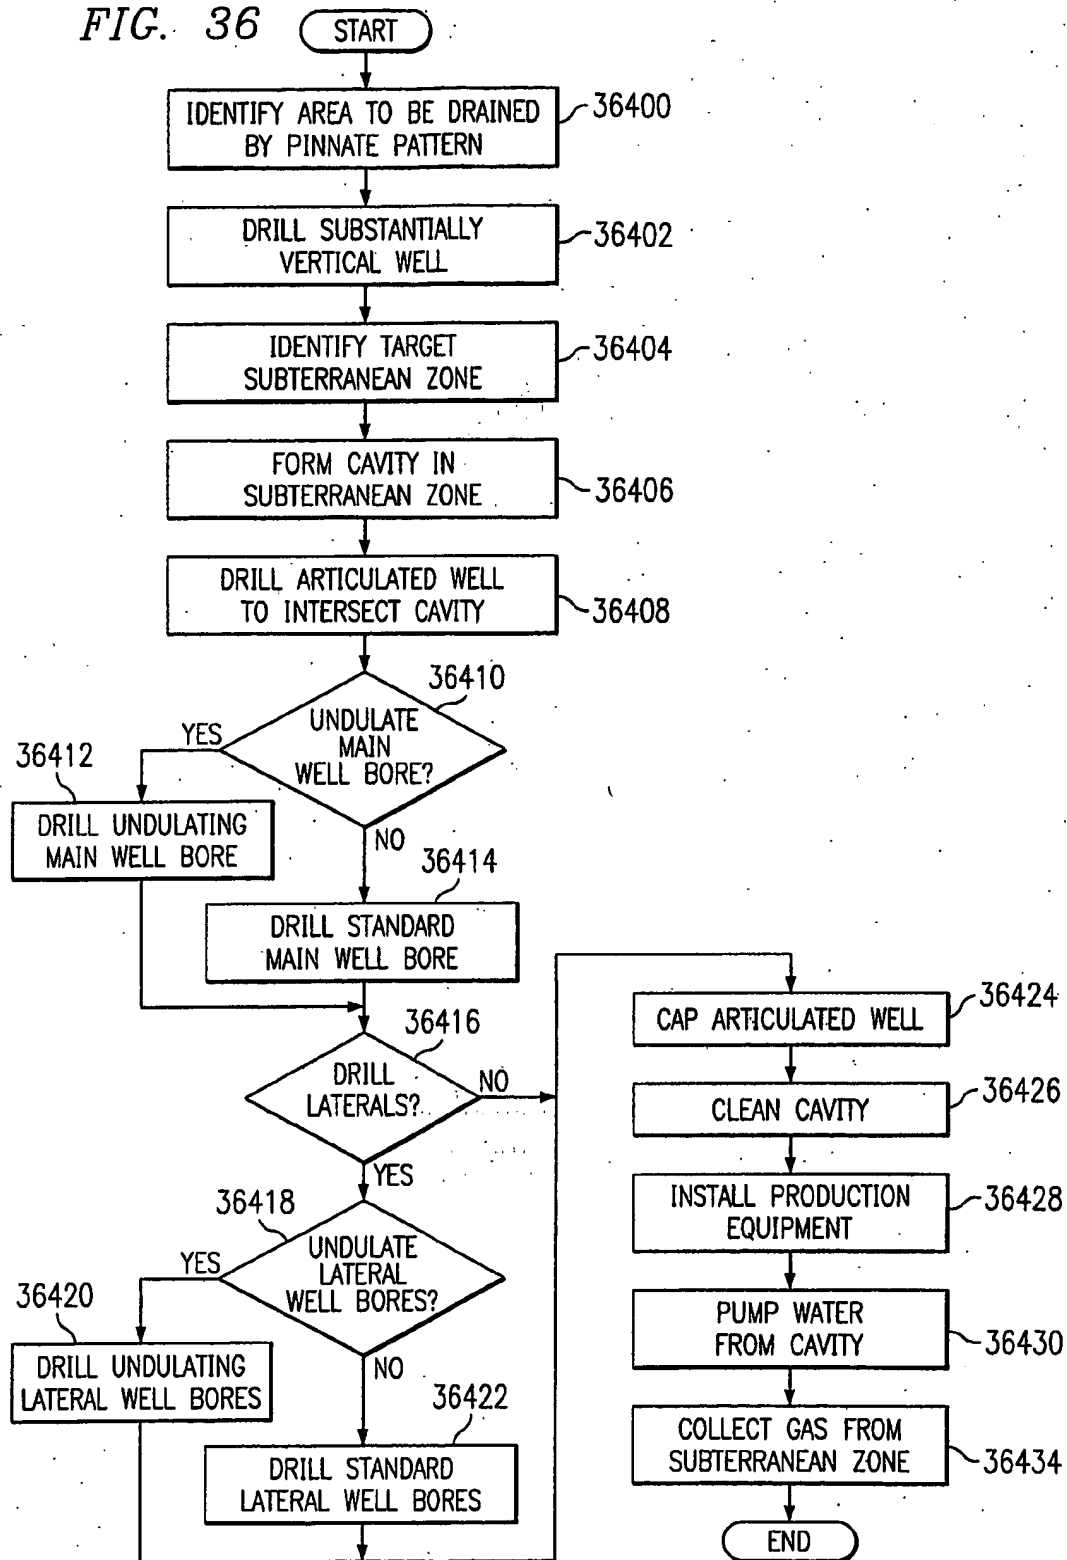 FIG. 36
START
IDENTIFY AREA TO BE DRAINED
BY PINNATE PATTERN
36400
DRILL SUBSTANTIALLY
VERTICAL WELL
36402
IDENTIFY TARGET
SUBTERRANEAN ZONE
36404
FORM CAVITY IN
SUBTERRANEAN ZONE
36406
DRILL ARTICULATED WELL
TO INTERSECT CAVITY
36408
36410
UNDULATE
MAIN
WELL BORE?
YES
NO
36412
DRILL UNDULATING
MAIN WELL BORE
36414
DRILL STANDARD
MAIN WELL BORE
36416
DRILL
LATERALS?
NO
YES
36418
UNDULATE
LATERAL
WELL BORES?
YES
NO
36420
DRILL UNDULATING
LATERAL WELL BORES
36422
DRILL STANDARD
LATERAL WELL BORES
CAP ARTICULATED WELL
36424
CLEAN CAVITY
36426
INSTALL PRODUCTION
EQUIPMENT
36428
PUMP WATER
FROM CAVITY
36430
COLLECT GAS FROM
SUBTERRANEAN ZONE
36434
END